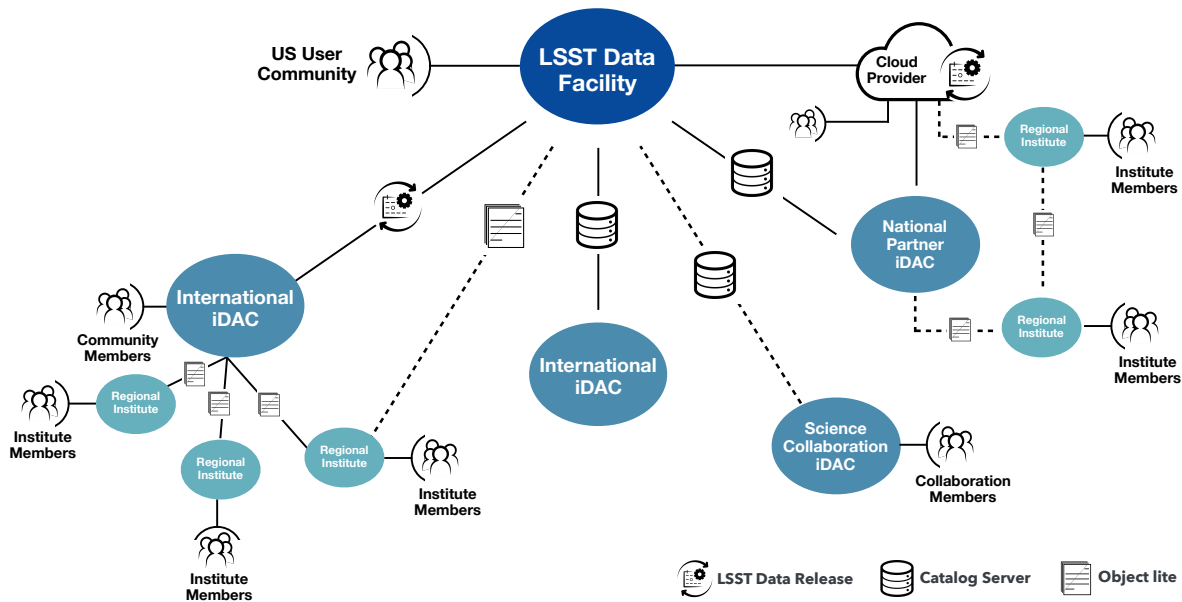 US User
Community
LSST Data
Facility
Cloud
Provider
Regional
Institute
Institute
Members
National
Partner
iDAC
International
iDAC
Community
Members
Regional
Institute
Institute
Members
International
iDAC
Regional
Institute
Institute
Members
Regional
Institute
Institute
Members
Regional
Institute
Institute
Members
Science
Collaboration
iDAC
Collaboration
Members
LSST Data Release
Catalog Server
Object lite